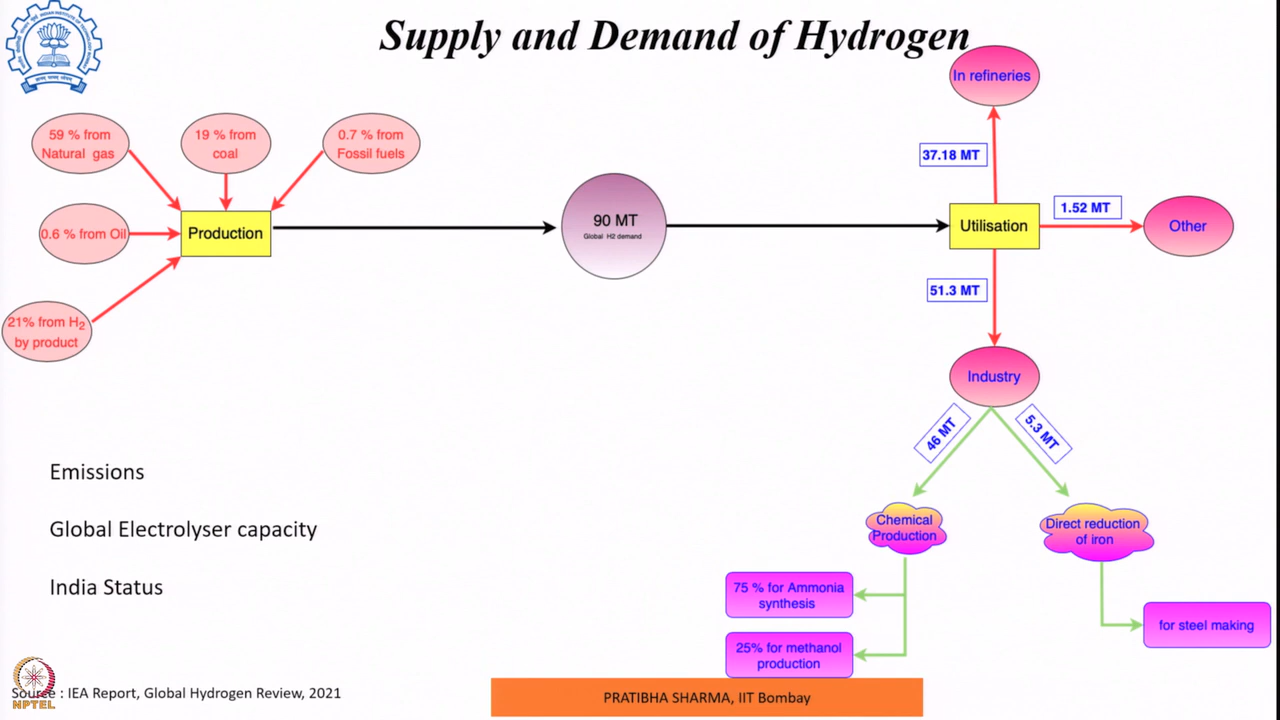 Supply and Demand of Hydrogen
59 % from
Natural gas
19 % from
coal
0.7 % from
Fossil fuels
0.6 % from Oil
21% from H2
by product
Production
90 MT
Global H2 demand
Utilisation
In refineries
37.18 MT
1.52 MT
Other
51.3 MT
Industry
46 MT
5.3 MT
Chemical
Production
Direct reduction
of iron
75 % for Ammonia
synthesis
25% for methanol
production
for steel making
Emissions
Global Electrolyser capacity
India Status
Source : IEA Report, Global Hydrogen Review, 2021
NPTEL
PRATIBHA SHARMA, IIT Bombay